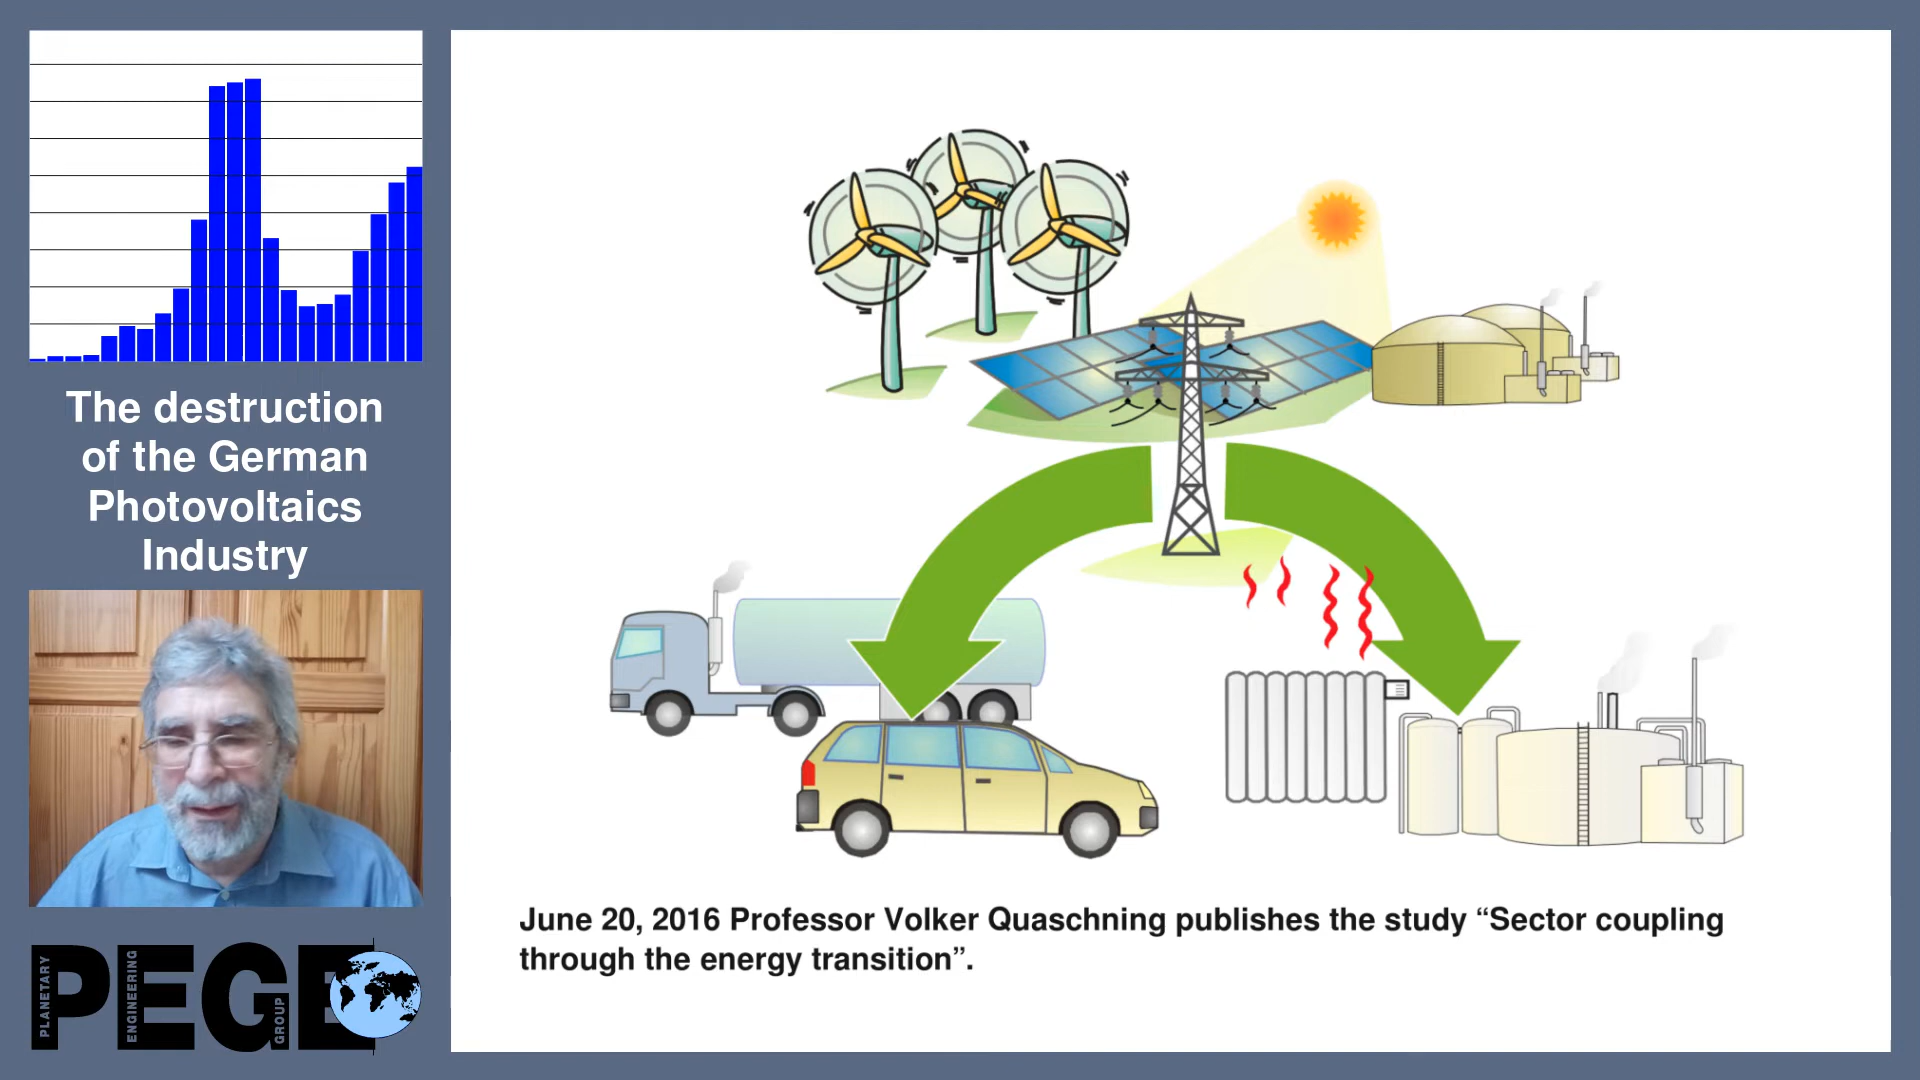 The destruction
of the German
Photovoltaics
Industry
PEGE
PLANETARY
ENGINEERING
GROUP
June 20, 2016 Professor Volker Quaschning publishes the study “Sector coupling
through the energy transition”.